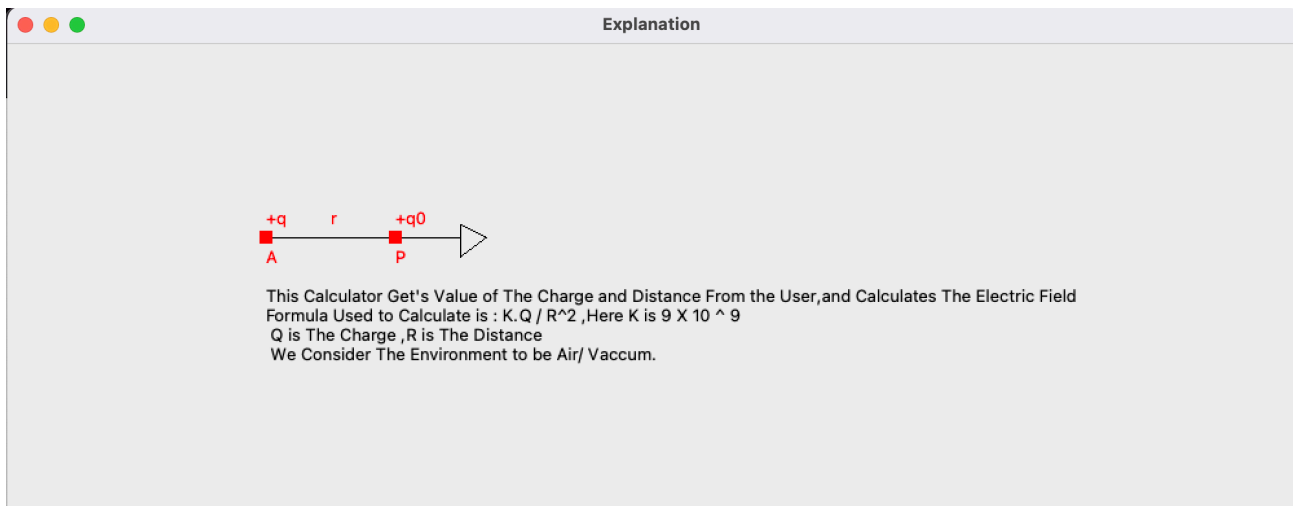 Explanation
+q r +q0
A P
This Calculator Get's Value of The Charge and Distance From the User,and Calculates The Electric Field
Formula Used to Calculate is : K.Q / R^2 ,Here K is 9 X 10 ^ 9
Q is The Charge ,R is The Distance
We Consider The Environment to be Air/ Vaccum.